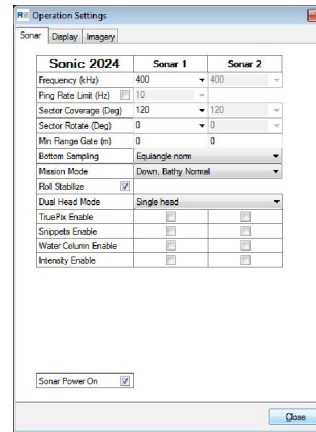 R2 Operation Settings
Sonar Display Imagery
Sonic 2024 Sonar 1 Sonar 2
Frequency (kHz) 400 400
Ping Rate Limit (Hz) 10
Sector Coverage (Deg) 120 120
Sector Rotate (Deg) 0 0
Min Range Gate (m) 0 0
Bottom Sampling Equiangle norm
Mission Mode Down, Bathy Normal
Roll Stabilize
Dual Head Mode Single head
TruePix Enable
Snippets Enable
Water Column Enable
Intensity Enable
Sonar Power On
Close